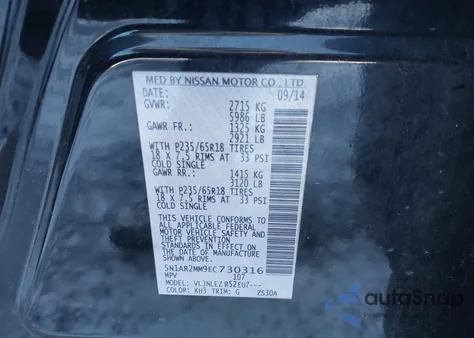 MFD BY NISSAN MOTOR CO., LTD
DATE: 09/14
GVWR: 2715 KG
5986 LB
GAWR FR.: 1325 KG
2921 LB
WITH P235/65R18 TIRES
18 X 7.5 RIMS AT 33 PSI
COLD SINGLE
GAWR RR.: 1415 KG
3120 LB
WITH P235/65R18 TIRES
18 X 7.5 RIMS AT 33 PSI
COLD SINGLE
THIS VEHICLE CONFORMS TO
ALL APPLICABLE FEDERAL
MOTOR VEHICLE SAFETY AND
THEFT PREVENTION
STANDARDS IN EFFECT ON
THE DATE OF MANUFACTURE
SHOWN ABOVE.
5N1AR2MM9EC730316
MPV 107
MODEL: VLJNLEZ R52EU7---
COLOR: KH3 TRIM: G ZS30A
AutoSnap